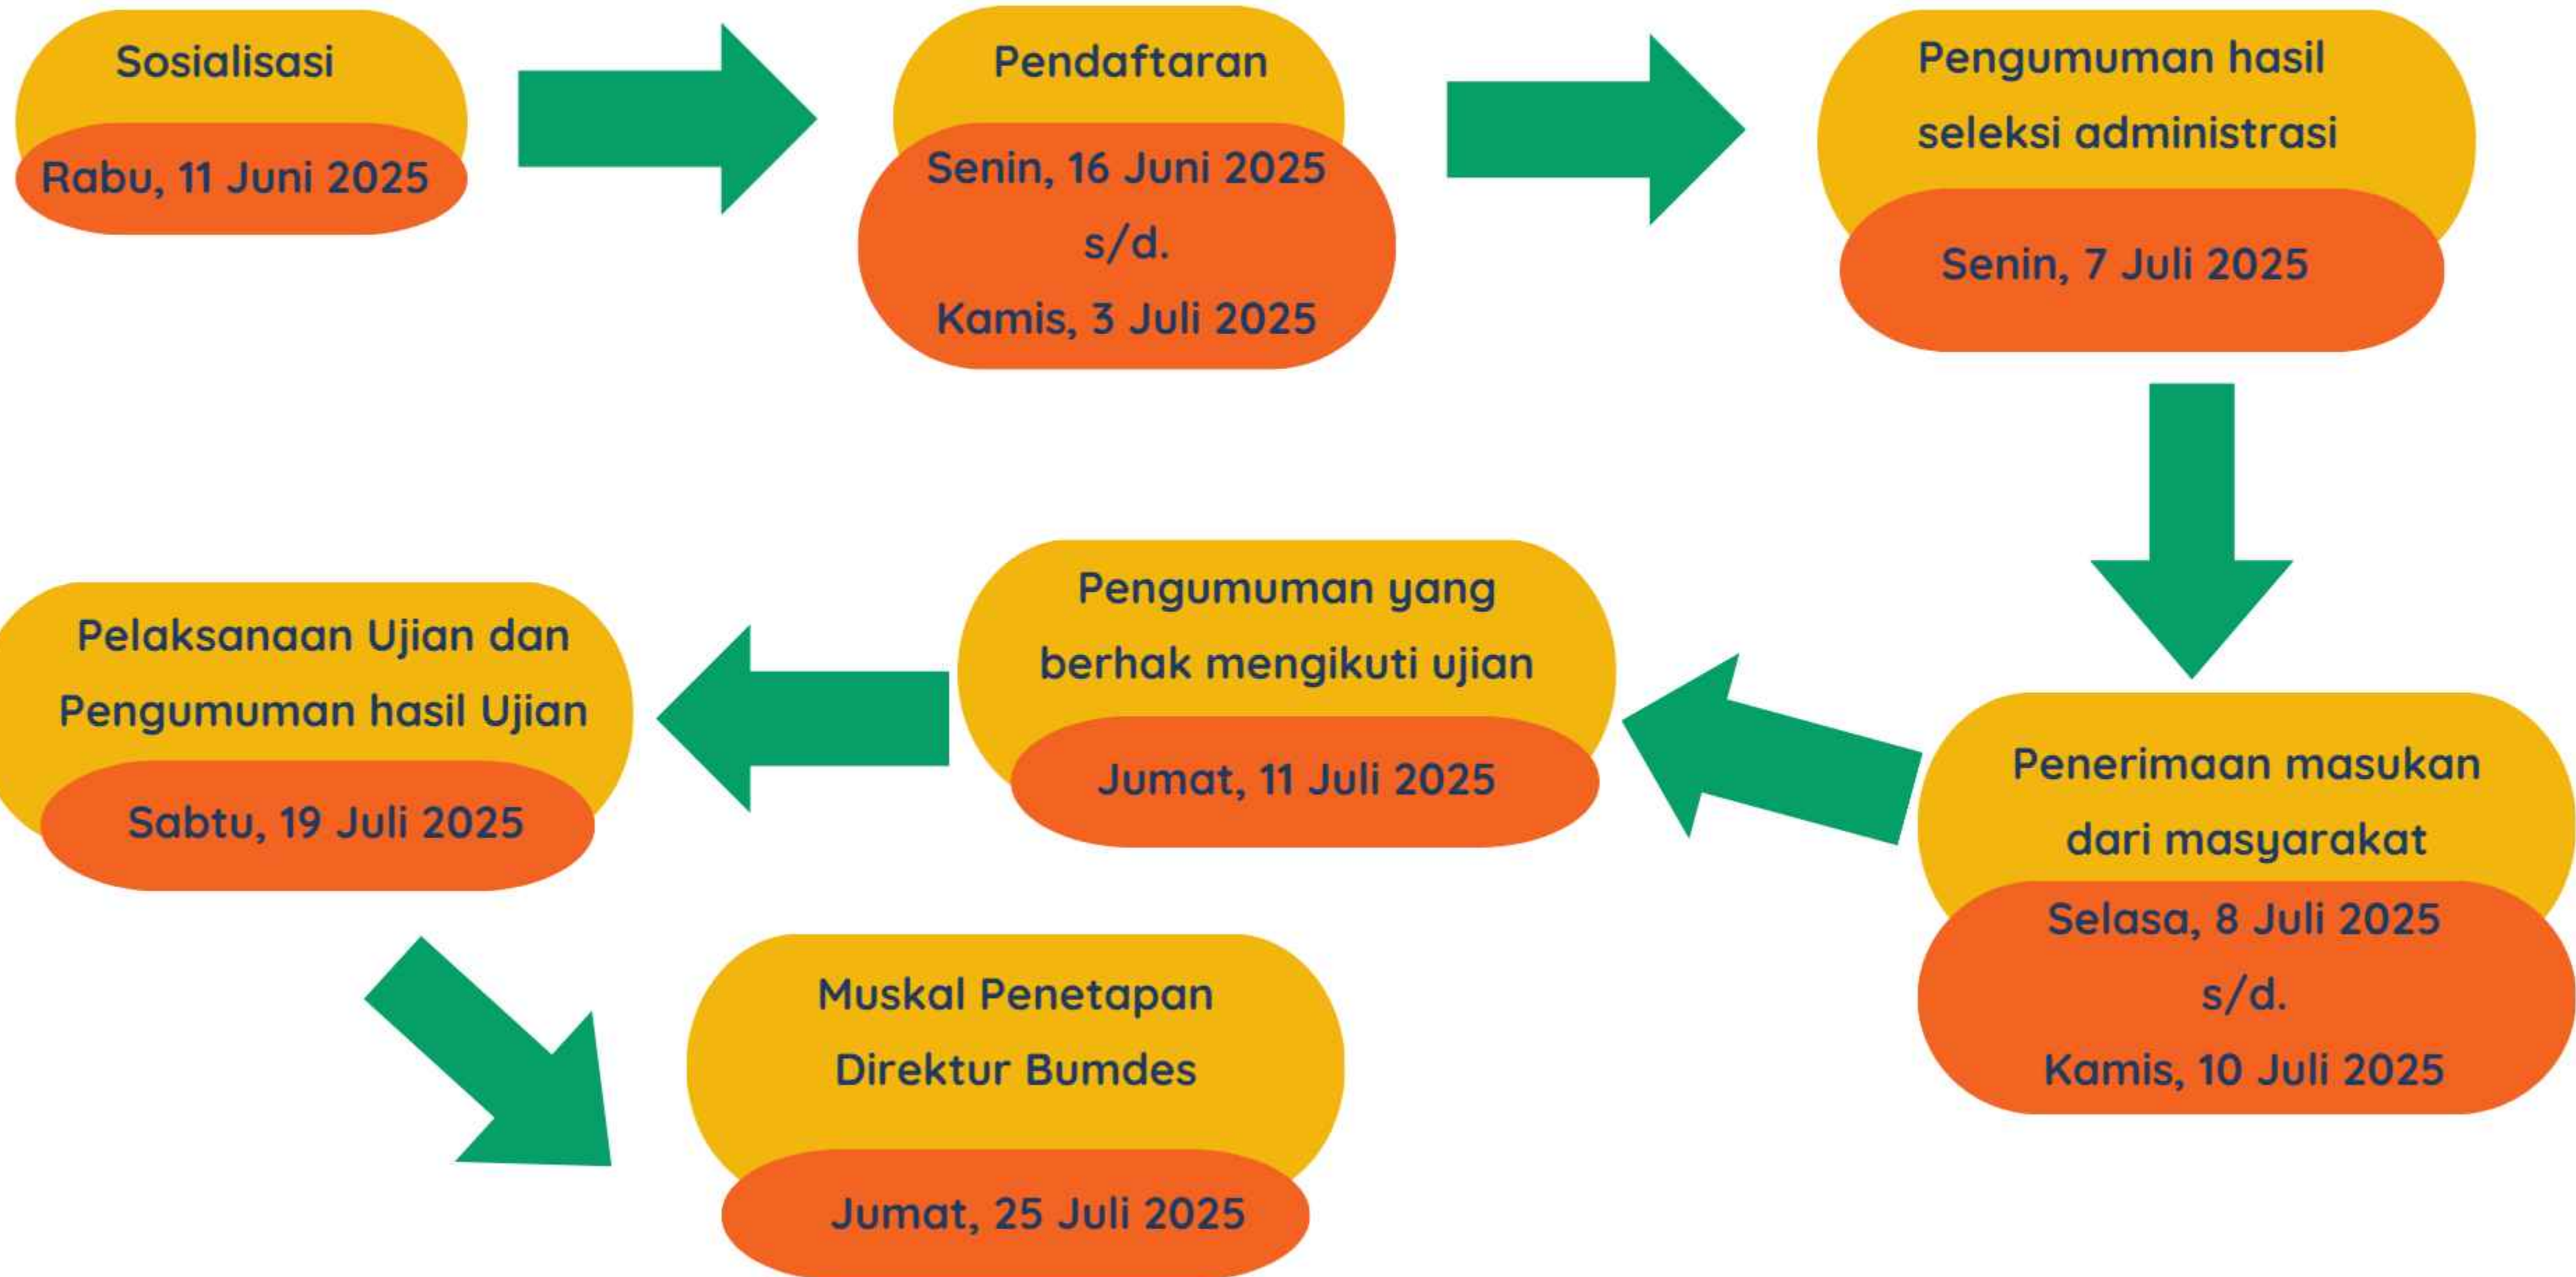 Sosialisasi
Rabu, 11 Juni 2025
Pendaftaran
Senin, 16 Juni 2025
s/d.
Kamis, 3 Juli 2025
Pengumuman hasil
seleksi administrasi
Senin, 7 Juli 2025
Penerimaan masukan
dari masyarakat
Selasa, 8 Juli 2025
s/d.
Kamis, 10 Juli 2025
Pengumuman yang
berhak mengikuti ujian
Jumat, 11 Juli 2025
Pelaksanaan Ujian dan
Pengumuman hasil Ujian
Sabtu, 19 Juli 2025
Muskal Penetapan
Direktur Bumdes
Jumat, 25 Juli 2025